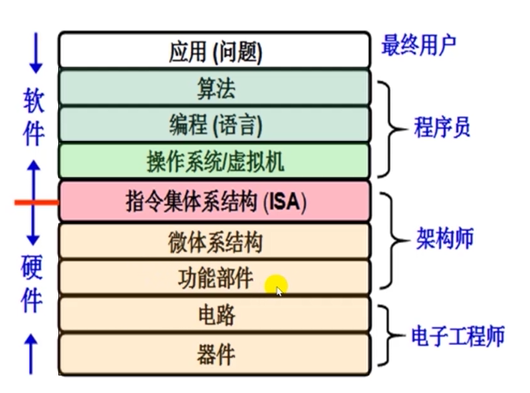 应用 (问题)
最终用户
算法
编程 (语言)
操作系统/虚拟机
程序员
软件
指令集体系结构 (ISA)
微体系结构
功能部件
架构师
硬件
电路
器件
电子工程师